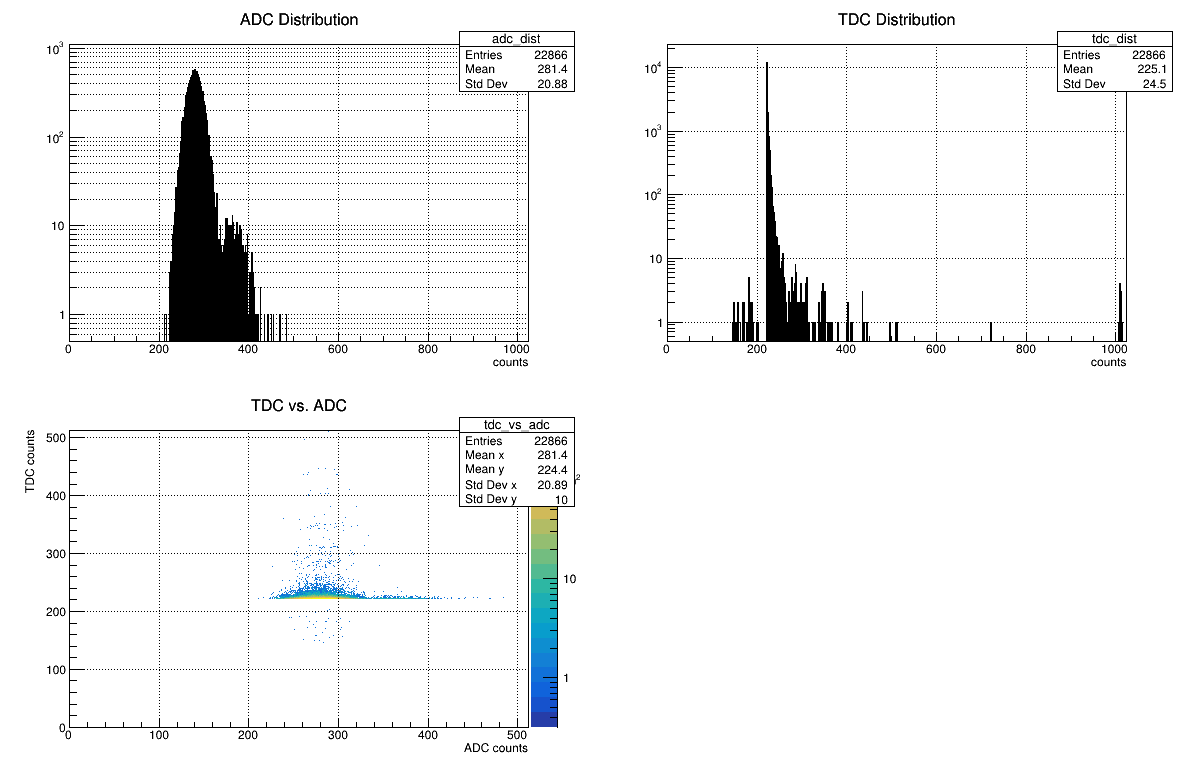 ADC Distribution
adc_dist
Entries 22866
Mean 281.4
Std Dev 20.88
10³
10²
10
1
0 200 400 600 800 1000
counts
TDC Distribution
tdc_dist
Entries 22866
Mean 225.1
Std Dev 24.5
10⁴
10³
10²
10
1
0 200 400 600 800 1000
counts
TDC vs. ADC
tdc_vs_adc
Entries 22866
Mean x 281.4
Mean y 224.4
Std Dev x 20.89
Std Dev y 10
TDC counts
500
400
300
200
100
0
0 100 200 300 400 500
ADC counts
2
10
1